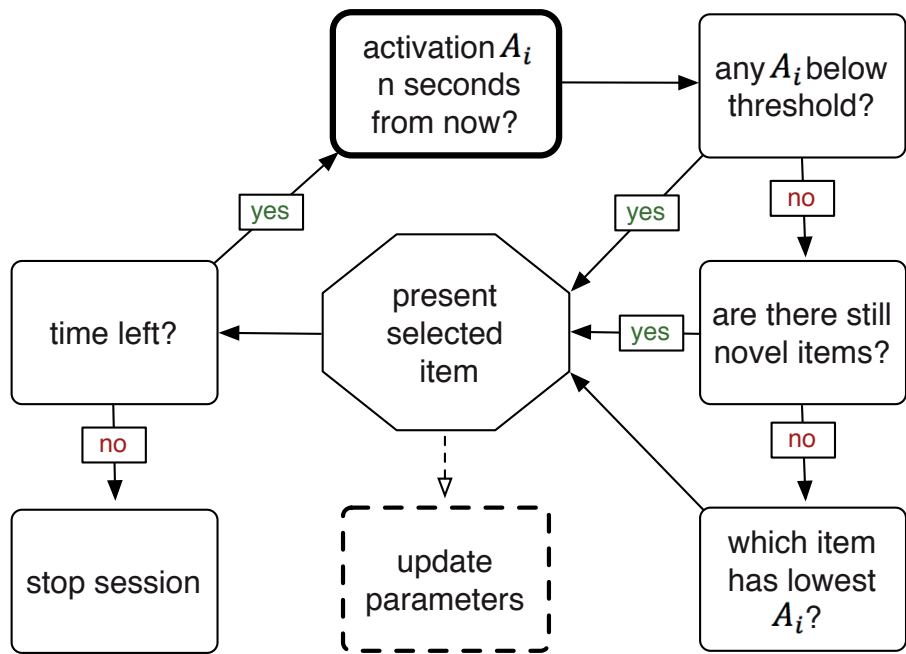 activation A_i
n seconds
from now?
any A_i below
threshold?
yes
yes
no
time left?
present
selected
item
yes
are there still
novel items?
no
no
stop session
update
parameters
which item
has lowest
A_i?